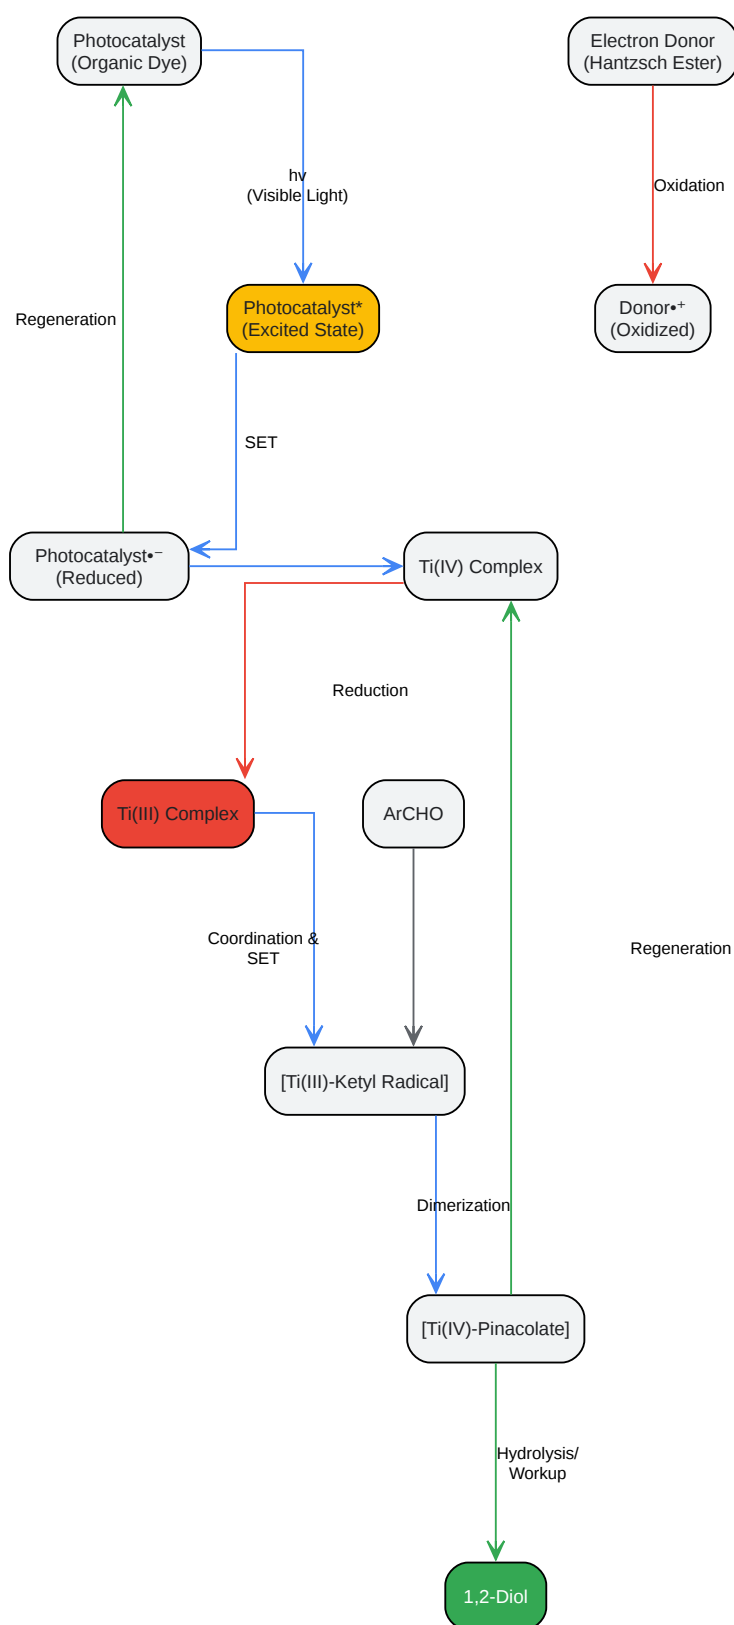 Photocatalyst
(Organic Dye)
Electron Donor
(Hantzsch Ester)
hν
(Visible Light)
Oxidation
Photocatalyst*
(Excited State)
Donor•⁺
(Oxidized)
Regeneration
SET
Photocatalyst•⁻
(Reduced)
Ti(IV) Complex
Reduction
Ti(III) Complex
ArCHO
Coordination &
SET
Regeneration
[Ti(III)-Ketyl Radical]
Dimerization
[Ti(IV)-Pinacolate]
Hydrolysis/
Workup
1,2-Diol